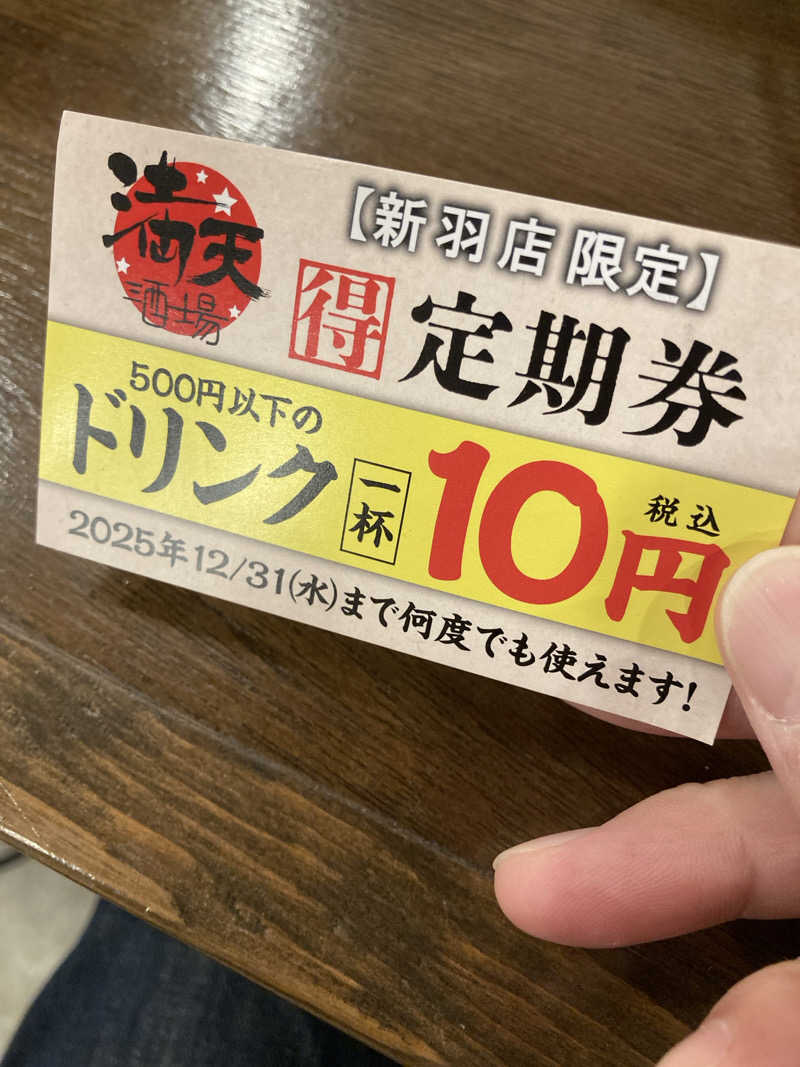 満天
酒場
【新羽店限定】
得 定期券
500円以下の
ドリンク一杯10円
税込
2025年12/31(水)まで何度でも使えます!